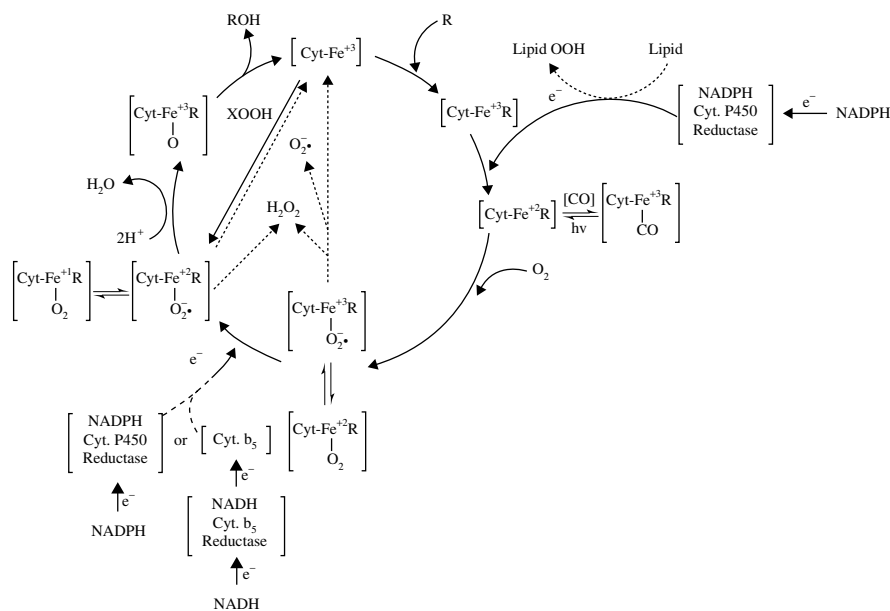 ROH
[Cyt-Fe⁺³]
R
Lipid OOH
Lipid
e⁻
NADPH
Cyt. P450
Reductase
e⁻
NADPH
Cyt-Fe⁺³R
O
XOOH
[Cyt-Fe⁺³R]
O₂⁻•
H₂O
H₂O₂
2H⁺
[Cyt-Fe⁺²R]
[CO]
hv
Cyt-Fe⁺³R
CO
Cyt-Fe⁺¹R
O₂
Cyt-Fe⁺²R
O₂⁻•
O₂
Cyt-Fe⁺³R
O₂⁻•
e⁻
NADPH
Cyt. P450
Reductase
or
[Cyt. b₅]
Cyt-Fe⁺²R
O₂
e⁻
NADPH
e⁻
NADH
Cyt. b₅
Reductase
e⁻
NADH